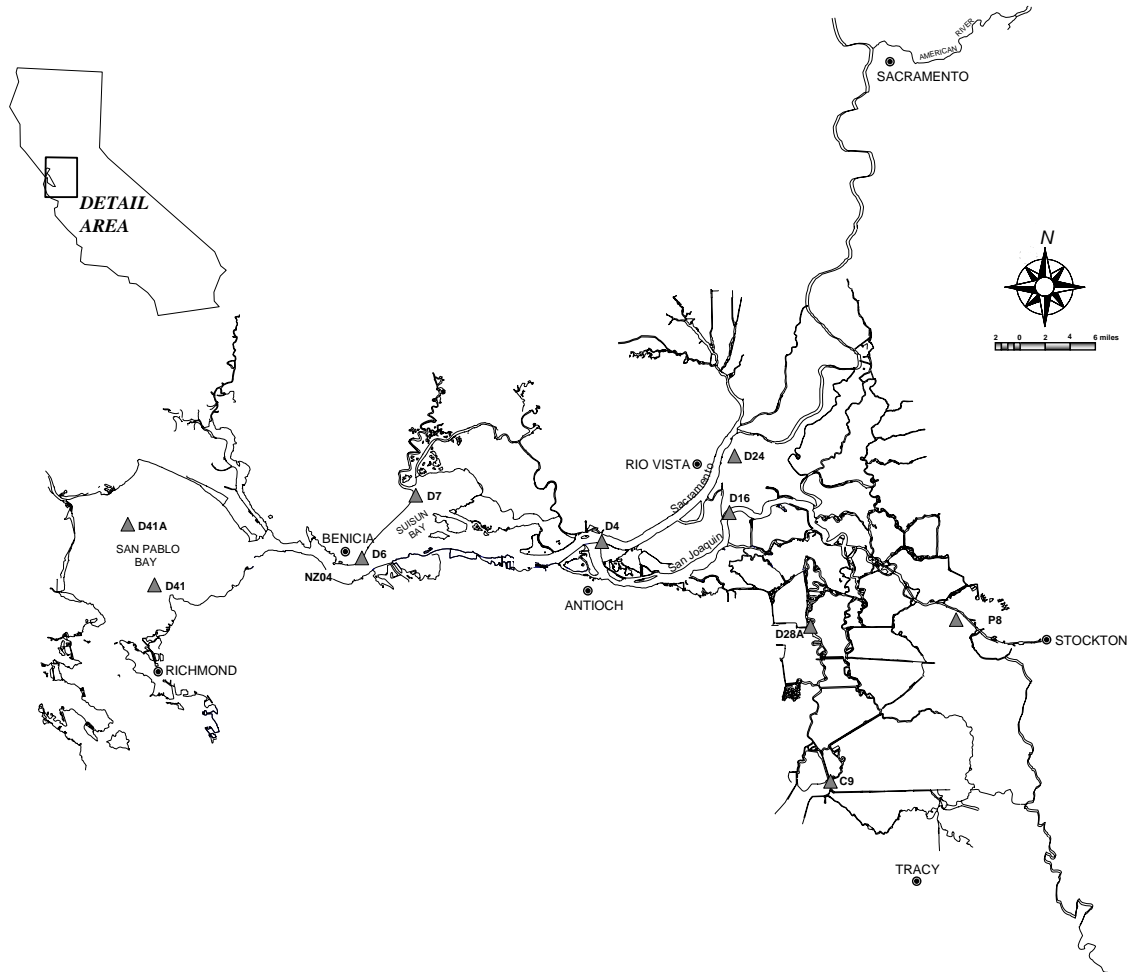 AMERICAN RIVER
SACRAMENTO
DETAIL
AREA
N
2 0 2 4 6 miles
RIO VISTA
D24
Sacramento
D7
D16
SUISUN
BAY
D41A
D4
BENICIA
SAN PABLO
BAY
D6
San Joaquin
NZ04
D41
ANTIOCH
P8
D28A
STOCKTON
RICHMOND
C9
TRACY